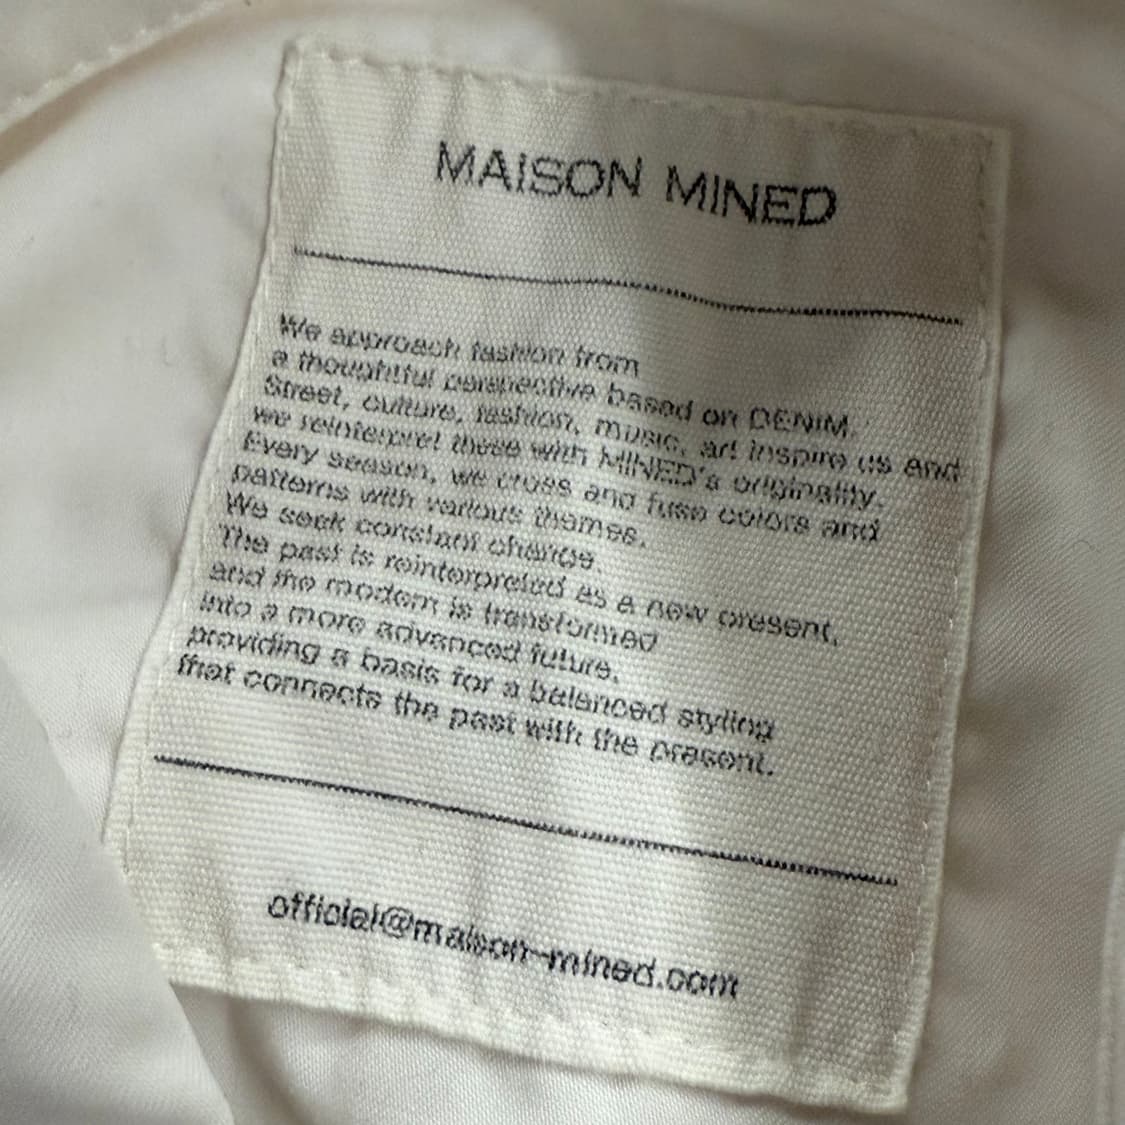 MAISON MINED
We approach fashion from
a thoughtful perspective based on DENIM.
Street, culture, fashion, music, art inspire us and
we reinterpret these with MINED's originality.
Every season, we cross and fuse colors and
patterns with various themes.
We seek constant change.
The past is reinterpreted as a new present,
and the modern is transformed
into a more advanced future,
providing a basis for a balanced styling
that connects the past with the present.
official@maison-mined.com